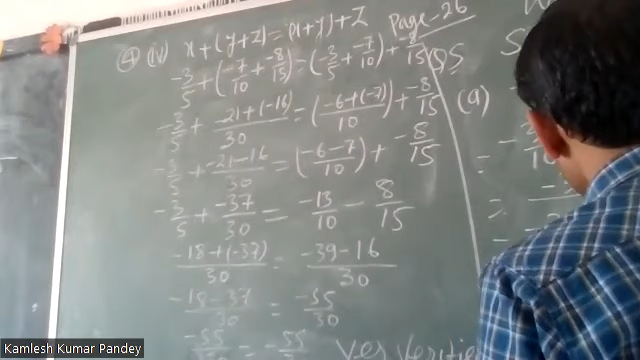 Page-26
④ (iv) x+(y+z)=(x+y)+z
-3/5 + (-7/10 + -8/15) = (-3/5 + -7/10) + -8/15
-3/5 + -21+(-16)/30 = (-6+(-7)/10) + -8/15
-3/5 + -21-16/30 = (-6-7/10) + -8/15
-3/5 + -37/30 = -13/10 - 8/15
-18+(-37)/30 = -39-16/30
-18-37/30 = -55/30
-55/30 = -55
Q5
(a)
Kamlesh Kumar Pandey